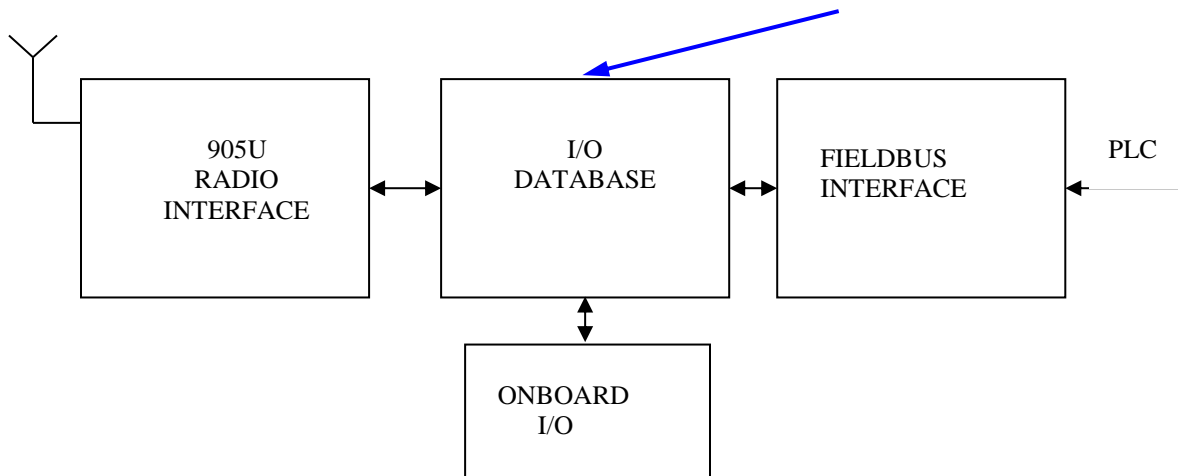 905U
RADIO
INTERFACE
I/O
DATABASE
FIELDBUS
INTERFACE
PLC
ONBOARD
I/O